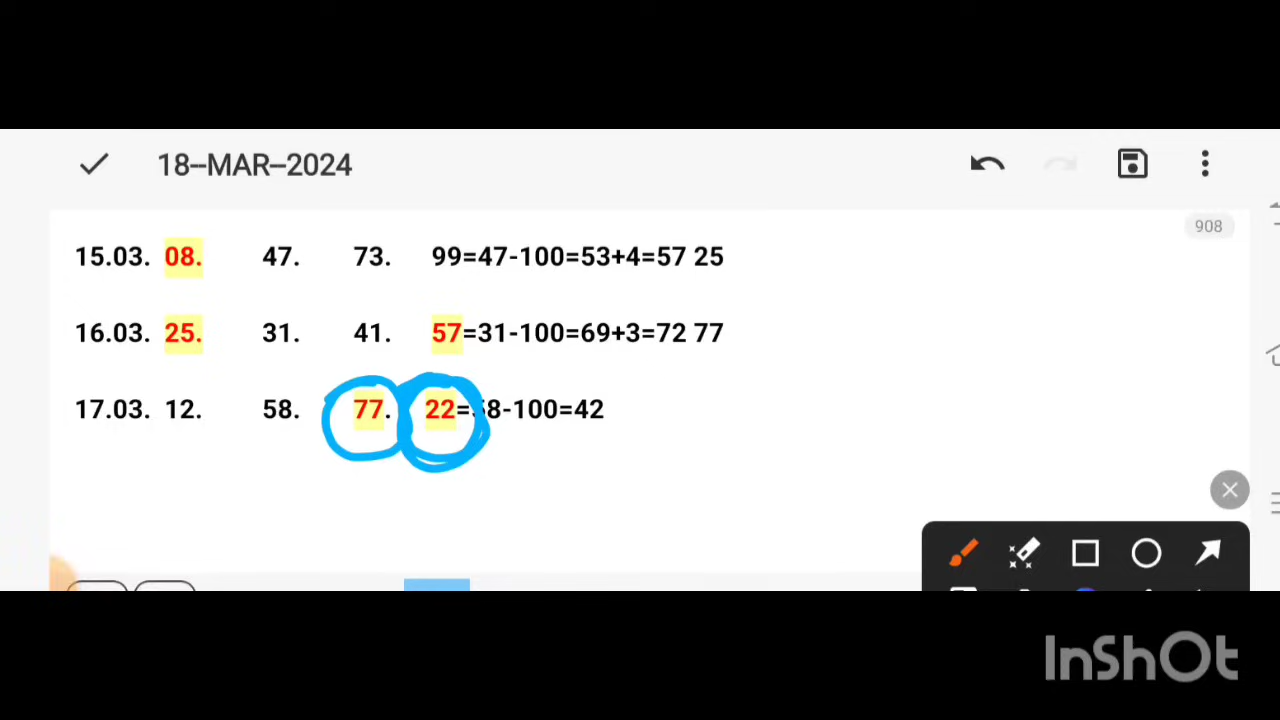 18–MAR–2024
908
15.03. 08. 47. 73. 99=47-100=53+4=57 25
16.03. 25. 31. 41. 57=31-100=69+3=72 77
17.03. 12. 58. 77. 22=58-100=42
InShOt